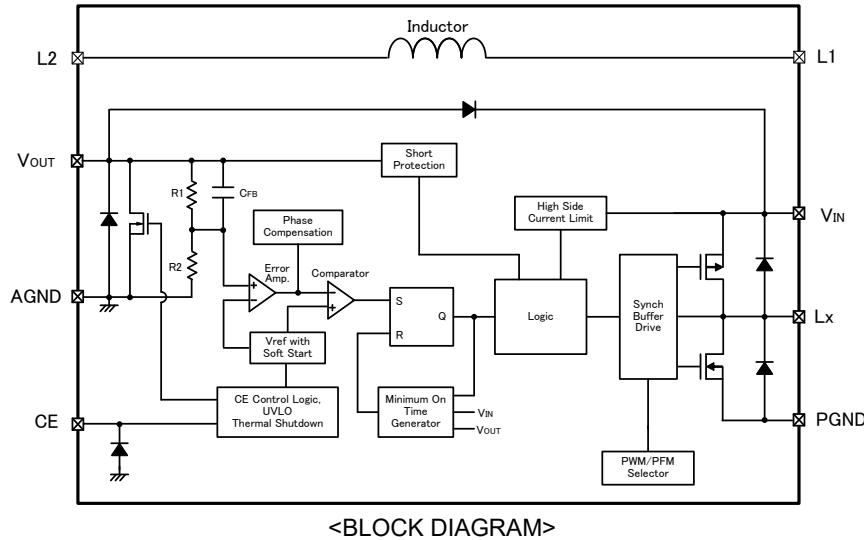 Inductor
L2
L1
VOUT
Short
Protection
R1
CFB
High Side
Current Limit
VIN
Phase
Compensation
R2
Error
Amp.
Comparator
AGND
+
−
−
+
S
Q
R
Logic
Synch
Buffer
Drive
Lx
Vref with
Soft Start
CE Control Logic,
UVLO
Thermal Shutdown
Minimum On
Time
Generator
VIN
VOUT
CE
PGND
PWM/PFM
Selector
<BLOCK DIAGRAM>